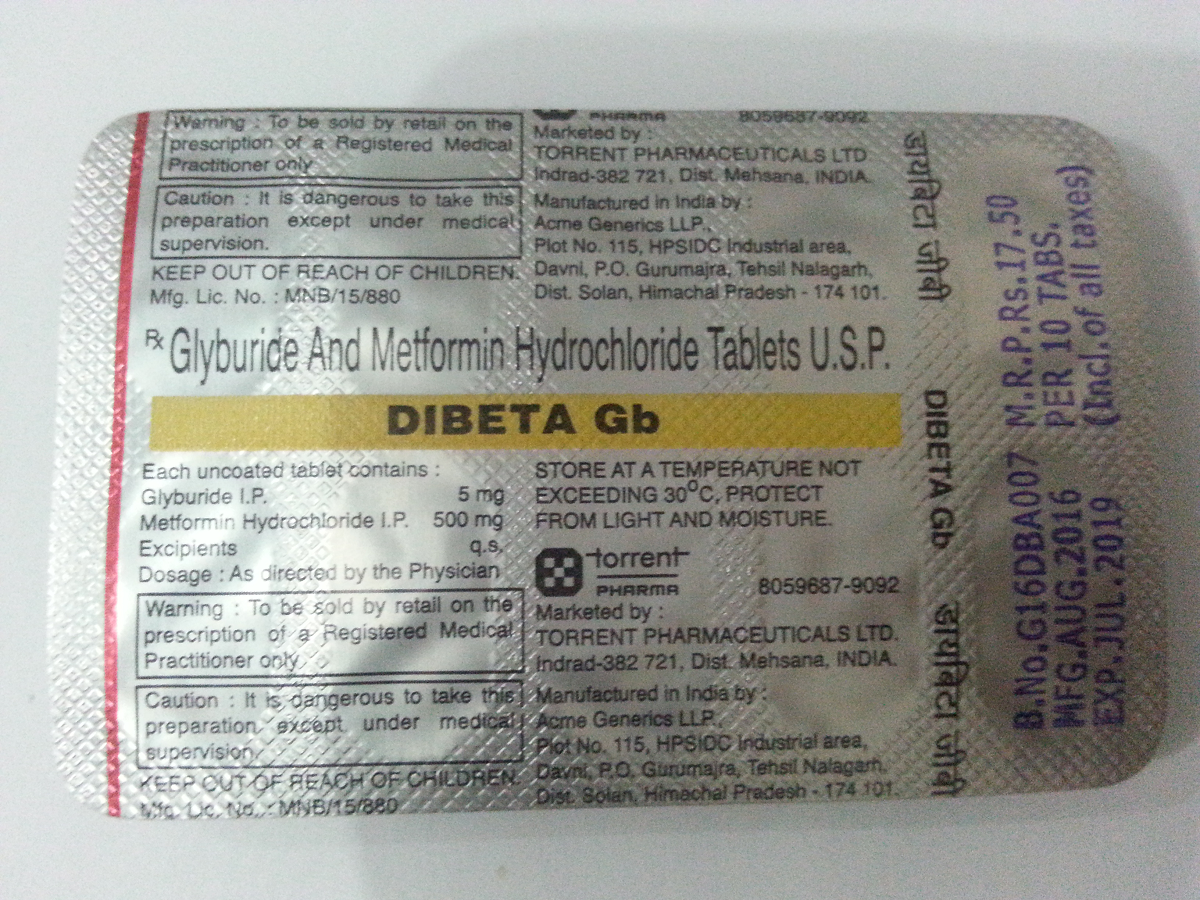 Warning : To be sold by retail on the
prescription of a Registered Medical
Practitioner only
Caution : It is dangerous to take this
preparation except under medical
supervision.
KEEP OUT OF REACH OF CHILDREN.
Mfg. Lic. No. : MNB/15/880
PHARMA 8059687-9092
Marketed by :
TORRENT PHARMACEUTICALS LTD
Indrad-382 721, Dist. Mehsana, INDIA.
Manufactured in India by :
Acme Generics LLP.,
Plot No. 115, HPSIDC Industrial area,
Davni, P.O. Gurumajra, Tehsil Nalagarh,
Dist. Solan, Himachal Pradesh - 174 101.
Rx Glyburide And Metformin Hydrochloride Tablets U.S.P.
DIBETA Gb
Each uncoated tablet contains :
Glyburide I.P. 5 mg
Metformin Hydrochloride I.P. 500 mg
Excipients q.s.
Dosage : As directed by the Physician
Warning : To be sold by retail on the
prescription of a Registered Medical
Practitioner only.
Caution : It is dangerous to take this
preparation except under medical
supervision.
KEEP OUT OF REACH OF CHILDREN.
Mfg. Lic. No. : MNB/15/880
STORE AT A TEMPERATURE NOT
EXCEEDING 30°C, PROTECT
FROM LIGHT AND MOISTURE.
torrent
PHARMA 8059687-9092
Marketed by :
TORRENT PHARMACEUTICALS LTD.
Indrad-382 721, Dist. Mehsana, INDIA.
Manufactured in India by :
Acme Generics LLP.,
Plot No. 115, HPSIDC Industrial area,
Davni, P.O. Gurumajra, Tehsil Nalagarh.
Dist. Solan, Himachal Pradesh - 174 101.
डायबिटा जीबी DIBETA Gb डायबिटा जीबी
B.No.G16DBA007 M.R.P.Rs.17.50
MFG.AUG.2016 PER 10 TABS.
EXP.JUL.2019 (Incl.of all taxes)